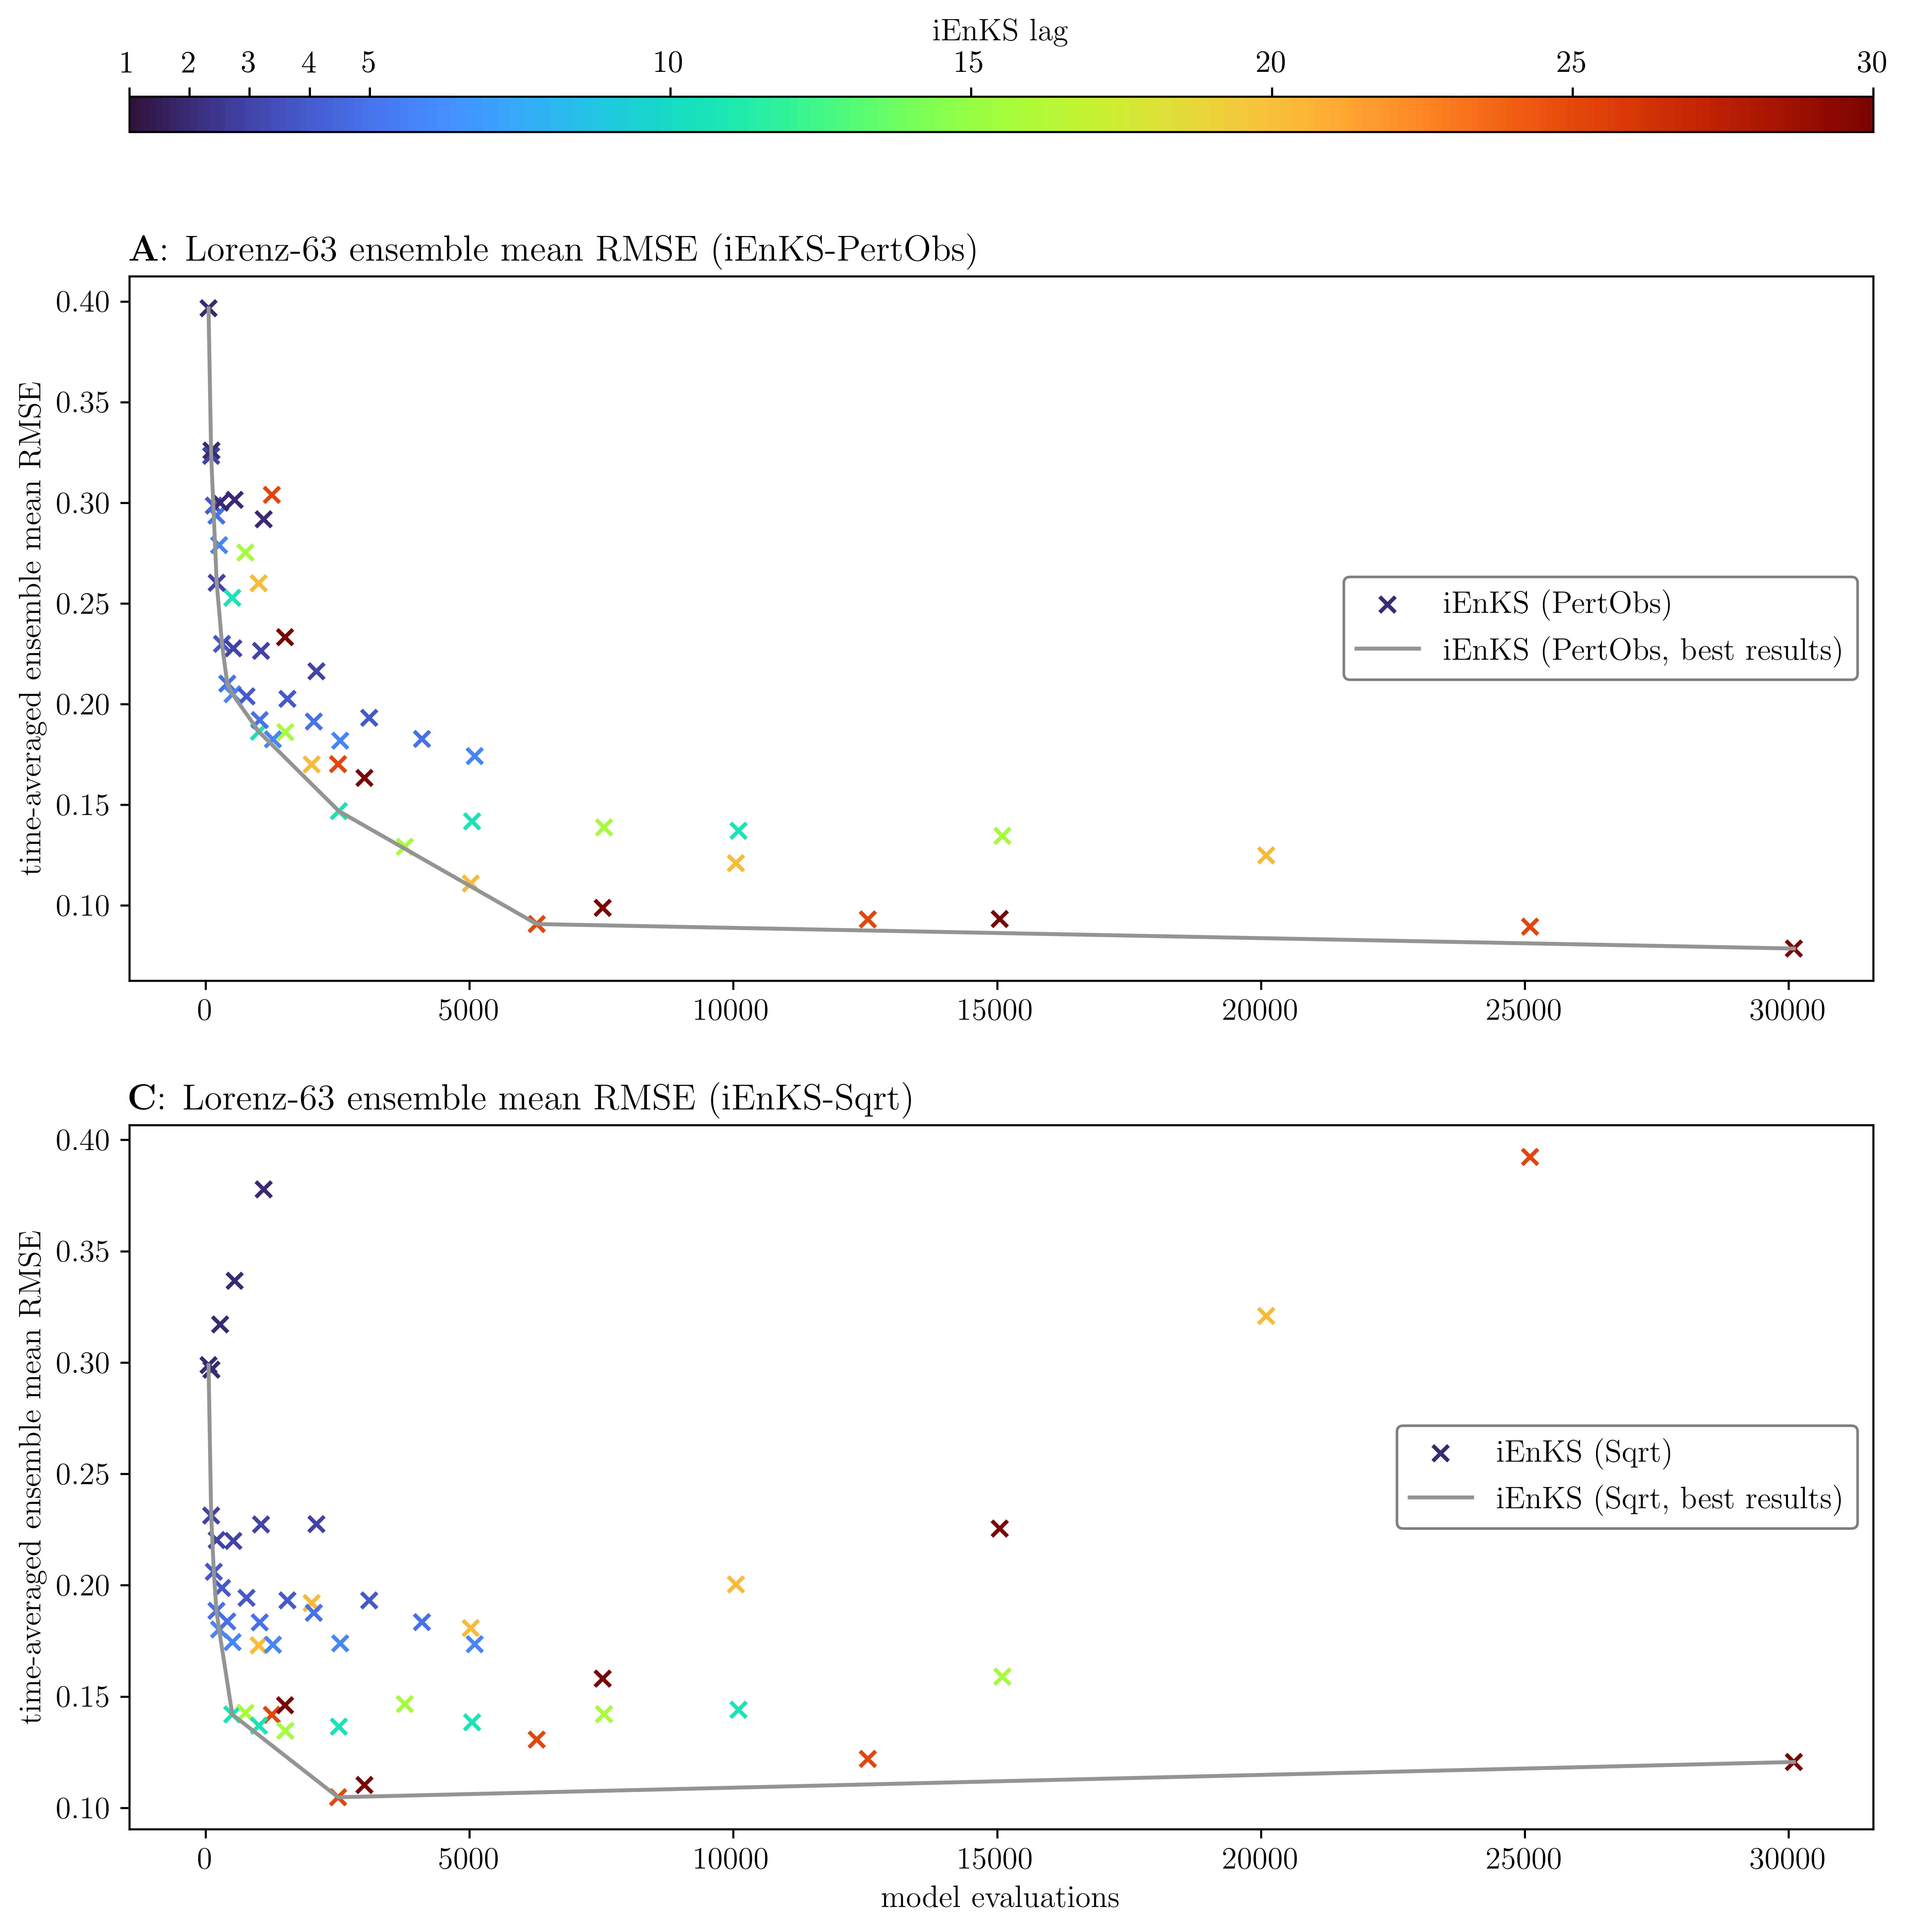 iEnKS lag
1 2 3 4 5 10 15 20 25 30
A: Lorenz-63 ensemble mean RMSE (iEnKS-PertObs)
time-averaged ensemble mean RMSE
0.40
0.35
0.30
0.25
0.20
0.15
0.10
iEnKS (PertObs)
iEnKS (PertObs, best results)
0 5000 10000 15000 20000 25000 30000
C: Lorenz-63 ensemble mean RMSE (iEnKS-Sqrt)
time-averaged ensemble mean RMSE
0.40
0.35
0.30
0.25
0.20
0.15
0.10
iEnKS (Sqrt)
iEnKS (Sqrt, best results)
0 5000 10000 15000 20000 25000 30000
model evaluations